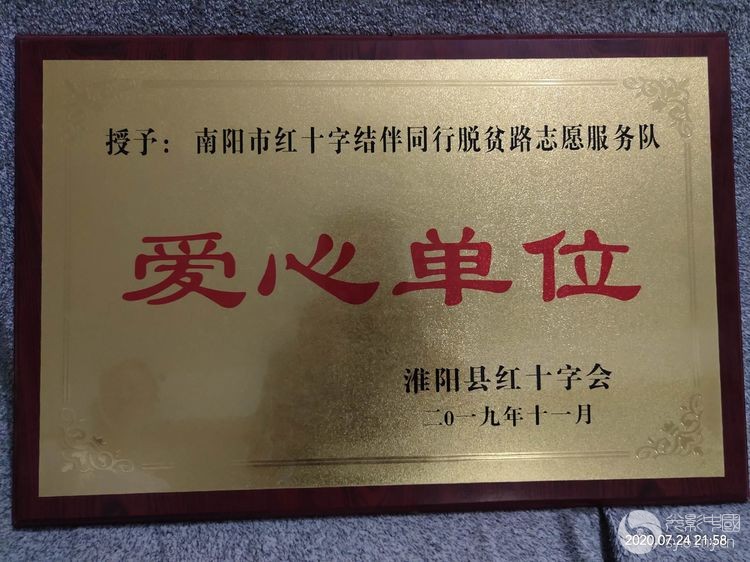 授予：南阳市红十字结伴同行脱贫路志愿服务队
爱心单位
淮阳县红十字会
二0一九年十一月
2020.07.24 21:58